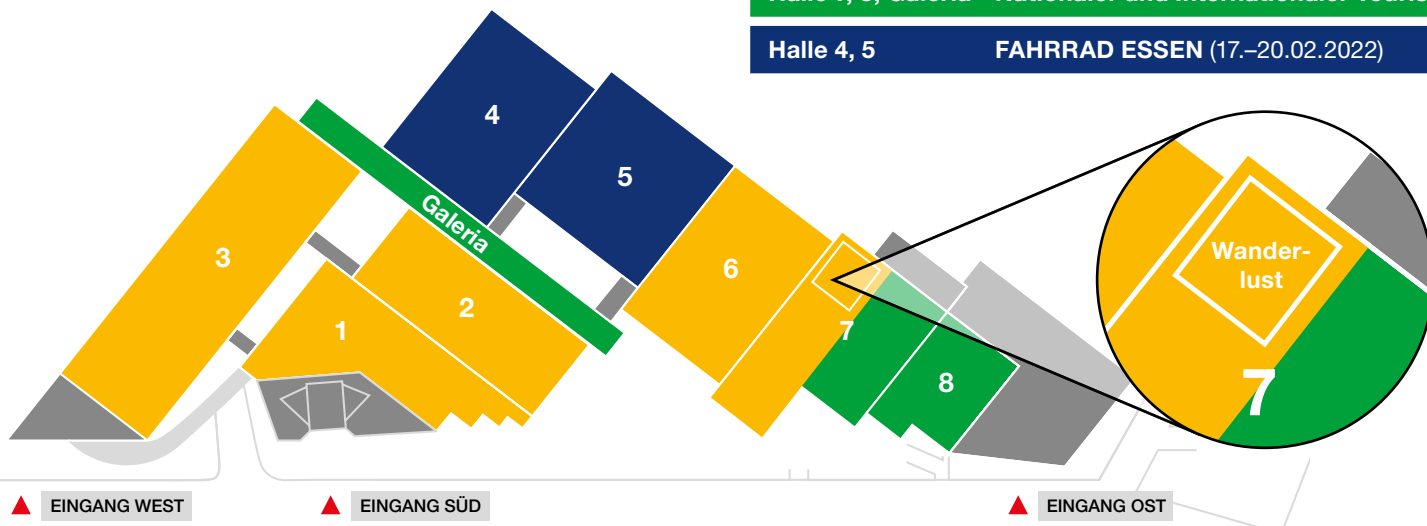 Halle 4, 5 FAHRRAD ESSEN (17.–20.02.2022)
4
5
3
Galeria
6
2
1
7
8
Wander-
lust
7
EINGANG WEST
EINGANG SÜD
EINGANG OST